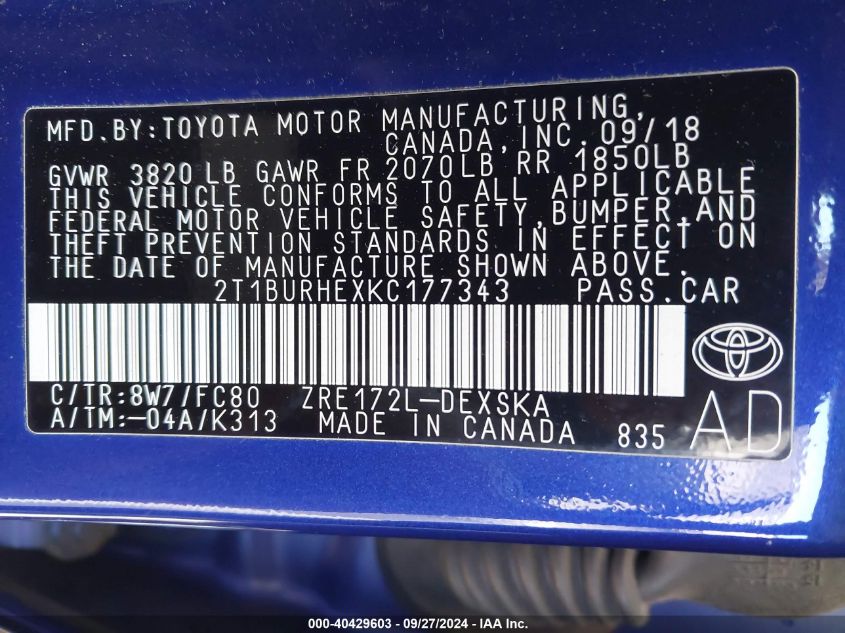 MFD.BY:TOYOTA MOTOR MANUFACTURING,
CANADA,INC.09/18
GVWR 3820 LB GAWR FR 2070LB RR 1850LB
THIS VEHICLE CONFORMS TO ALL APPLICABLE
FEDERAL MOTOR VEHICLE SAFETY,BUMPER,AND
THEFT PREVENTION STANDARDS IN EFFECT ON
THE DATE OF MANUFACTURE SHOWN ABOVE.
2T1BURHEXKC177343 PASS.CAR
C/TR:8W7/FC80 ZRE172L-DEXSKA
A/TM:-04A/K313 MADE IN CANADA 835
AD
000-40429603 / 09/27/2024 - IAA Inc.